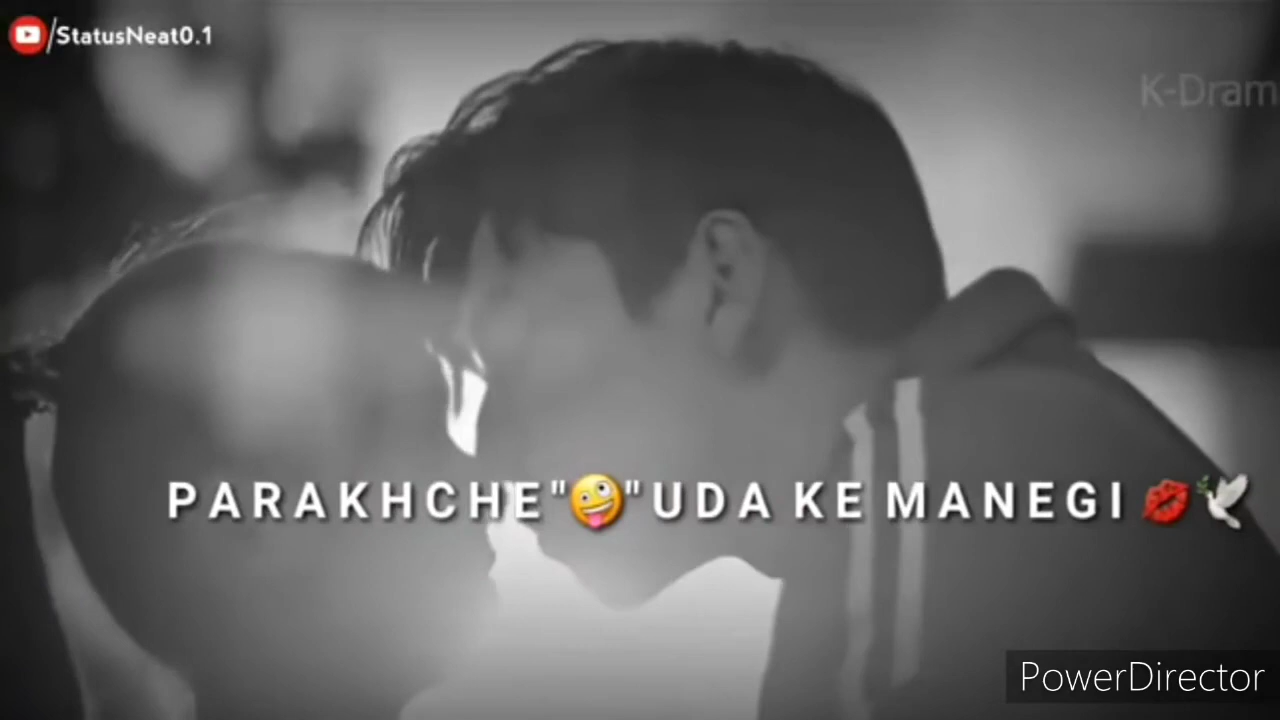 /StatusNeat0.1
K-Dram
PARAKHCHE"🤪"UDA KE MANEGI 💋🕊️
PowerDirector